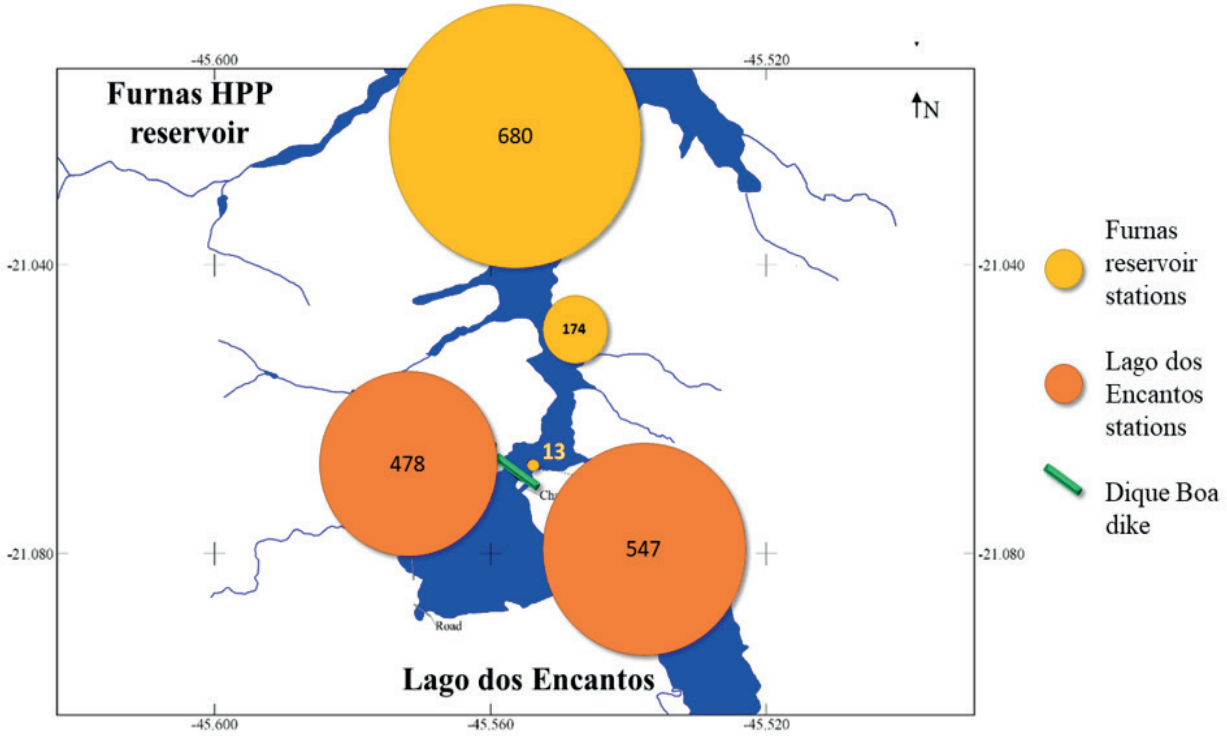 -45.600
-45.520
Furnas HPP
reservoir
N
680
-21.040
-21.040
174
13
478
547
-21.080
-21.080
Road
Lago dos Encantos
-45.600
-45.560
-45.520
Furnas
reservoir
stations
Lago dos
Encantos
stations
Dique Boa
dike